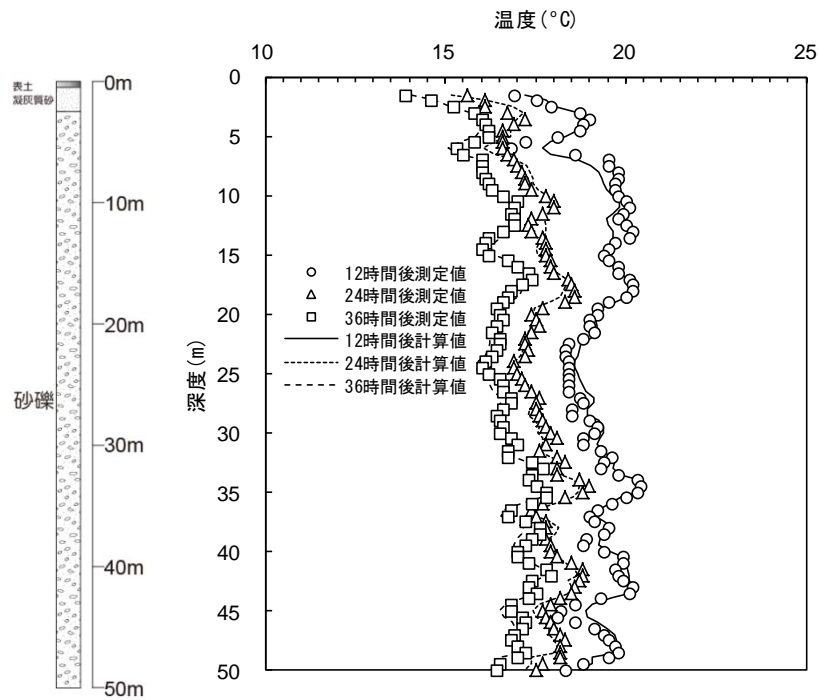 温度(°C)
10
15
20
25
表土
凝灰質砂
砂礫
0m
10m
20m
30m
40m
50m
深度(m)
0
5
10
15
20
25
30
35
40
45
50
12時間後測定値
24時間後測定値
36時間後測定値
12時間後計算値
24時間後計算値
36時間後計算値